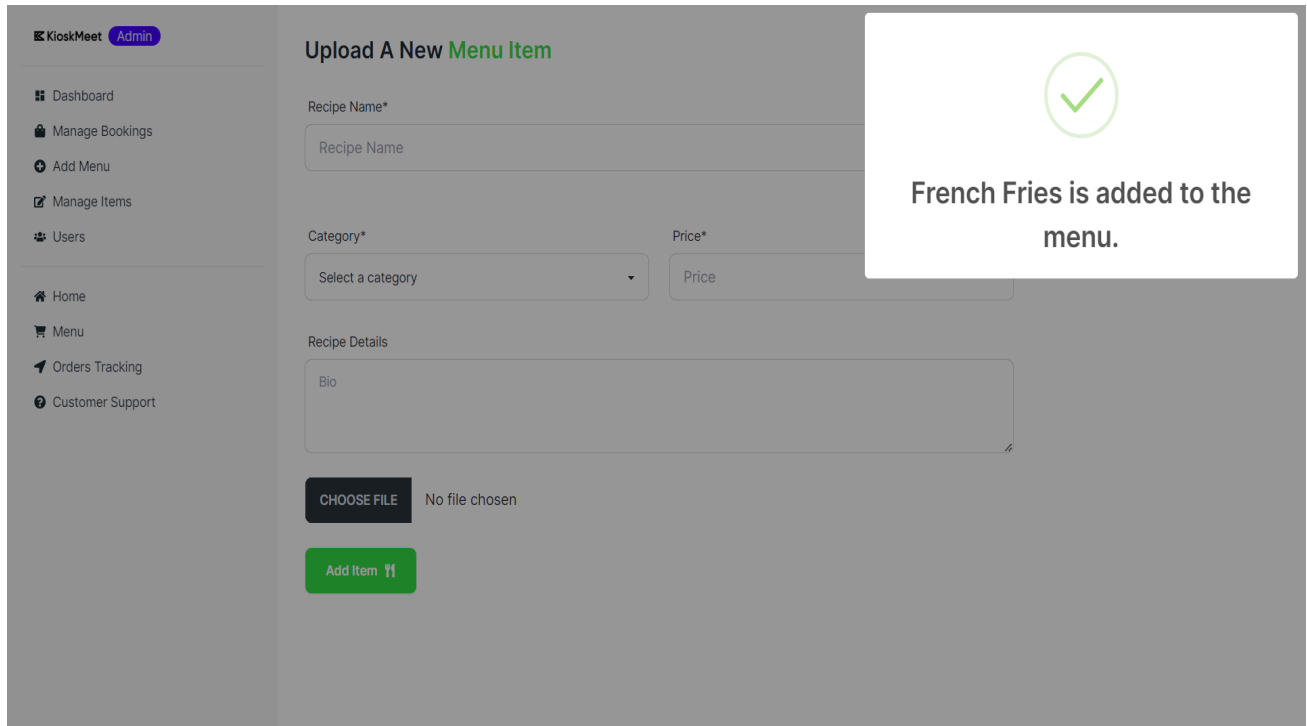 KioskMeet Admin
Dashboard
Manage Bookings
Add Menu
Manage Items
Users
Home
Menu
Orders Tracking
Customer Support
Upload A New Menu Item
Recipe Name*
Recipe Name
Category*
Price*
Select a category
Price
Recipe Details
Bio
CHOOSE FILE No file chosen
Add Item
French Fries is added to the
menu.